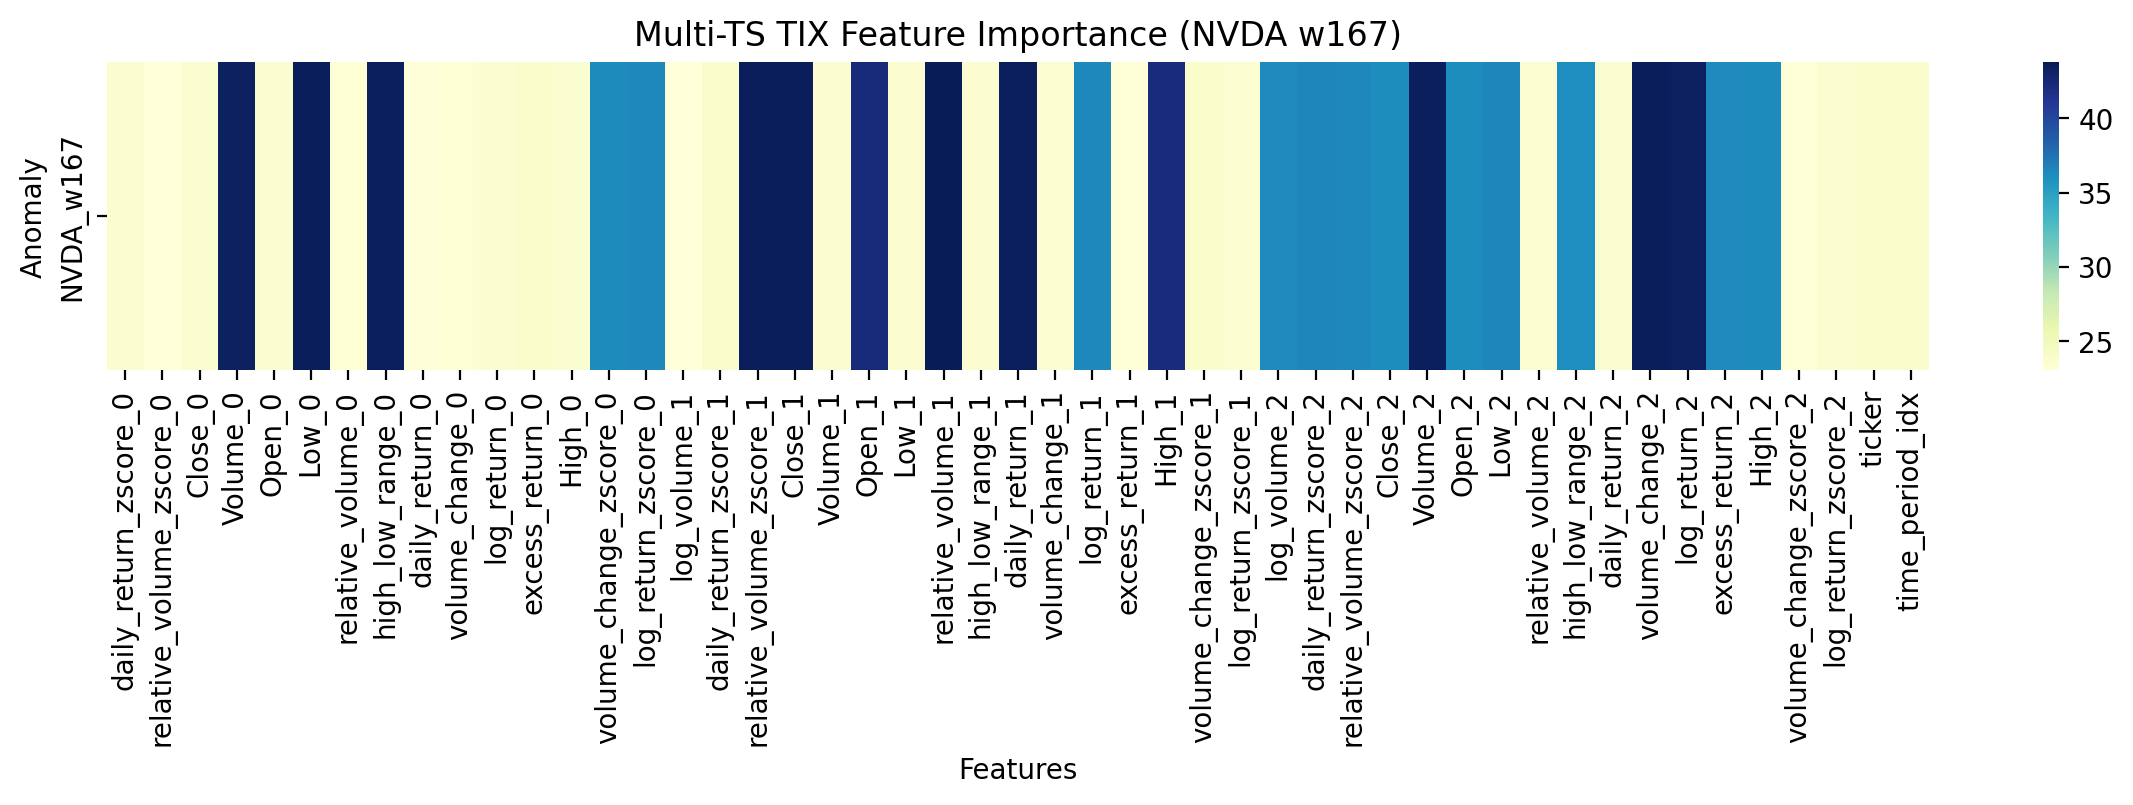 Multi-TS TIX Feature Importance (NVDA w167)
Anomaly
NVDA_w167
40
35
30
25
daily_return_zscore_0
relative_volume_zscore_0
Close_0
Volume_0
Open_0
Low_0
relative_volume_0
high_low_range_0
daily_return_0
volume_change_0
log_return_0
excess_return_0
High_0
volume_change_zscore_0
log_return_zscore_0
log_volume_1
daily_return_zscore_1
relative_volume_zscore_1
Close_1
Volume_1
Open_1
Low_1
relative_volume_1
high_low_range_1
daily_return_1
volume_change_1
log_return_1
excess_return_1
High_1
volume_change_zscore_1
log_return_zscore_1
log_volume_2
daily_return_zscore_2
relative_volume_zscore_2
Close_2
Volume_2
Open_2
Low_2
relative_volume_2
high_low_range_2
daily_return_2
volume_change_2
log_return_2
excess_return_2
High_2
volume_change_zscore_2
log_return_zscore_2
ticker
time_period_idx
Features